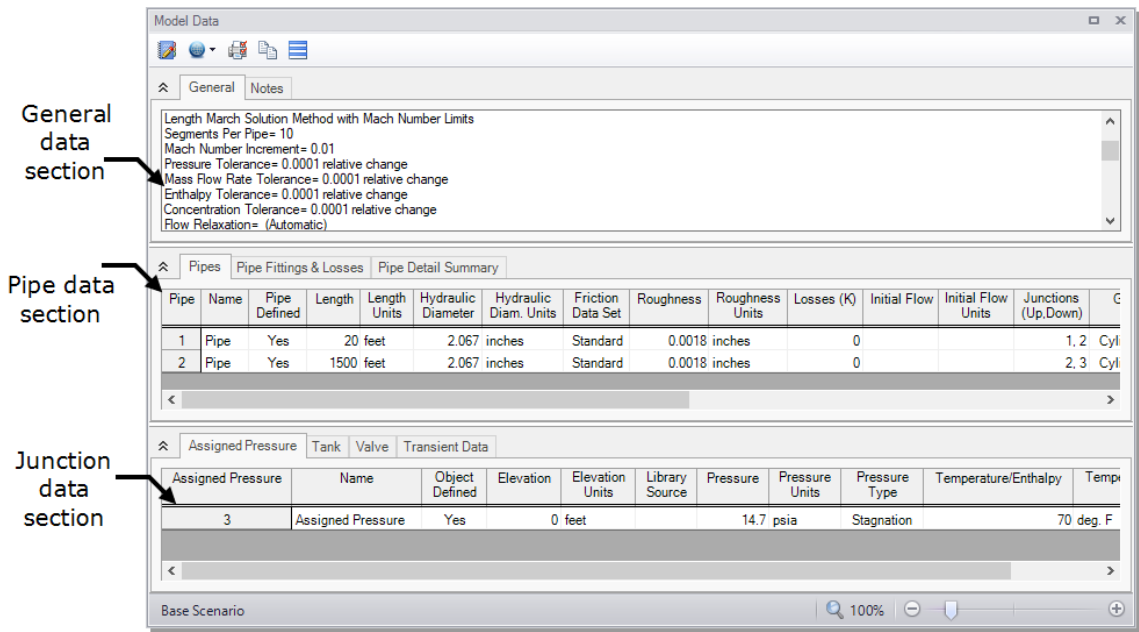 Model Data
General Notes
General
data
section
Length March Solution Method with Mach Number Limits
Segments Per Pipe= 10
Mach Number Increment= 0.01
Pressure Tolerance= 0.0001 relative change
Mass Flow Rate Tolerance= 0.0001 relative change
Enthalpy Tolerance= 0.0001 relative change
Concentration Tolerance= 0.0001 relative change
Flow Relaxation= (Automatic)
Pipe data
section
Pipes Pipe Fittings & Losses Pipe Detail Summary
Pipe Name Pipe Defined Length Length Units Hydraulic Diameter Hydraulic Diam. Units Friction Data Set Roughness Roughness Units Losses (K) Initial Flow Initial Flow Units Junctions (Up,Down) G
1 Pipe Yes 20 feet 2.067 inches Standard 0.0018 inches 0 1, 2 Cyli
2 Pipe Yes 1500 feet 2.067 inches Standard 0.0018 inches 0 2, 3 Cyli
Junction
data
section
Assigned Pressure Tank Valve Transient Data
Assigned Pressure Name Object Defined Elevation Elevation Units Library Source Pressure Pressure Units Pressure Type Temperature/Enthalpy Tempe
3 Assigned Pressure Yes 0 feet 14.7 psia Stagnation 70 deg. F
Base Scenario 100%